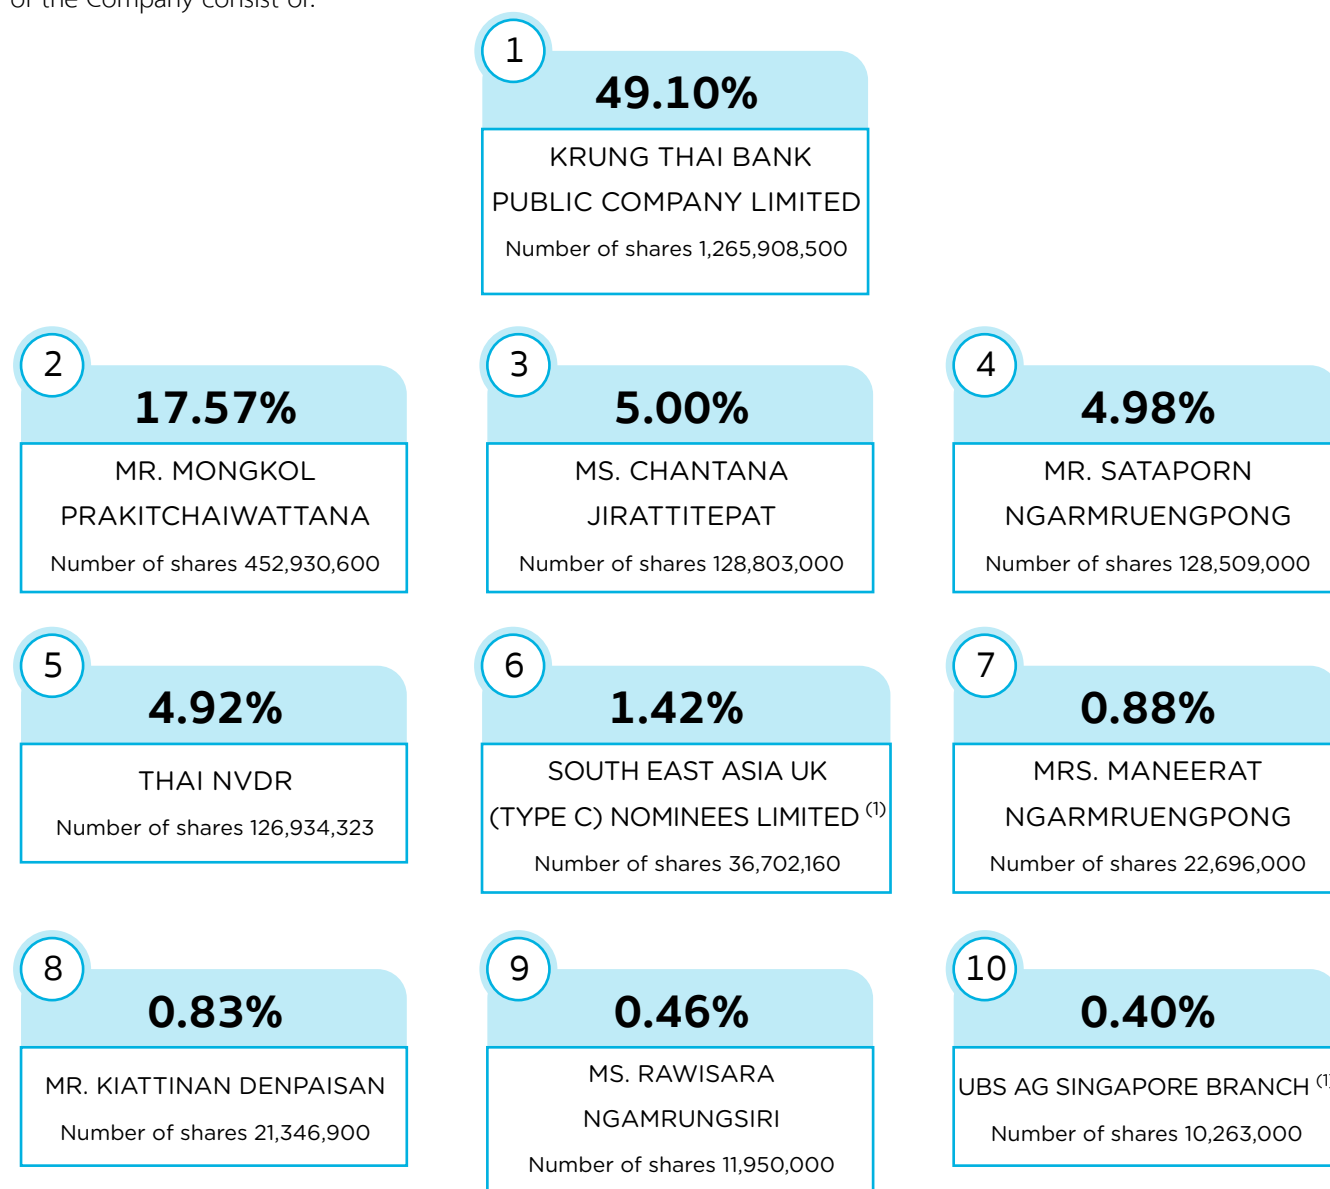 of the Company consist of:
1
49.10%
KRUNG THAI BANK
PUBLIC COMPANY LIMITED
Number of shares 1,265,908,500
2
17.57%
MR. MONGKOL
PRAKITCHAIWATTANA
Number of shares 452,930,600
3
5.00%
MS. CHANTANA
JIRATTITEPAT
Number of shares 128,803,000
4
4.98%
MR. SATAPORN
NGARMRUENGPONG
Number of shares 128,509,000
5
4.92%
THAI NVDR
Number of shares 126,934,323
6
1.42%
SOUTH EAST ASIA UK
(TYPE C) NOMINEES LIMITED (1)
Number of shares 36,702,160
7
0.88%
MRS. MANEERAT
NGARMRUENGPONG
Number of shares 22,696,000
8
0.83%
MR. KIATTINAN DENPAISAN
Number of shares 21,346,900
9
0.46%
MS. RAWISARA
NGAMRUNGSIRI
Number of shares 11,950,000
10
0.40%
UBS AG SINGAPORE BRANCH (1)
Number of shares 10,263,000